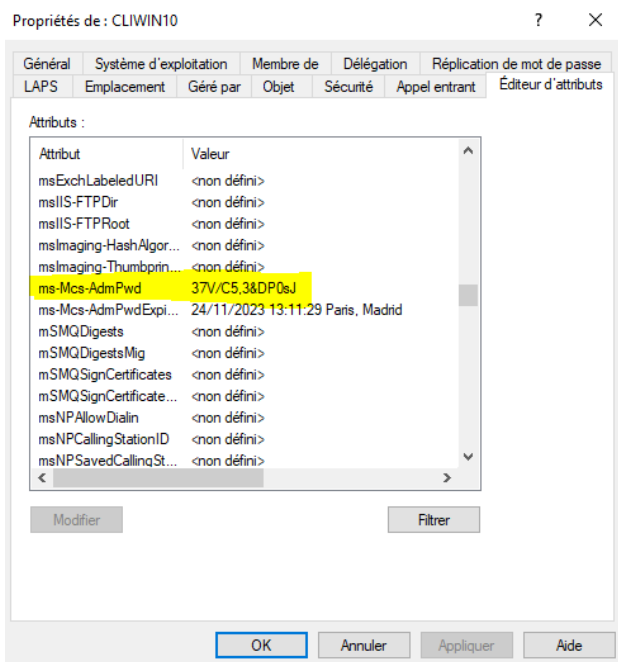 Propriétés de : CLIWIN10 ? ×
Général Système d'exploitation Membre de Délégation Réplication de mot de passe
LAPS Emplacement Géré par Objet Sécurité Appel entrant Éditeur d'attributs
Attributs :
Attribut Valeur
msExchLabeledURI <non défini>
msIIS-FTPDir <non défini>
msIIS-FTPRoot <non défini>
msImaging-HashAlgor... <non défini>
msImaging-Thumbprin... <non défini>
ms-Mcs-AdmPwd 37V/C5,3&DP0sJ
ms-Mcs-AdmPwdExpi... 24/11/2023 13:11:29 Paris, Madrid
mSMQDigests <non défini>
mSMQDigestsMig <non défini>
mSMQSignCertificates <non défini>
mSMQSignCertificate... <non défini>
msNPAllowDialin <non défini>
msNPCallingStationID <non défini>
msNPSavedCallingSt... <non défini>
Modifier Filtrer
OK Annuler Appliquer Aide